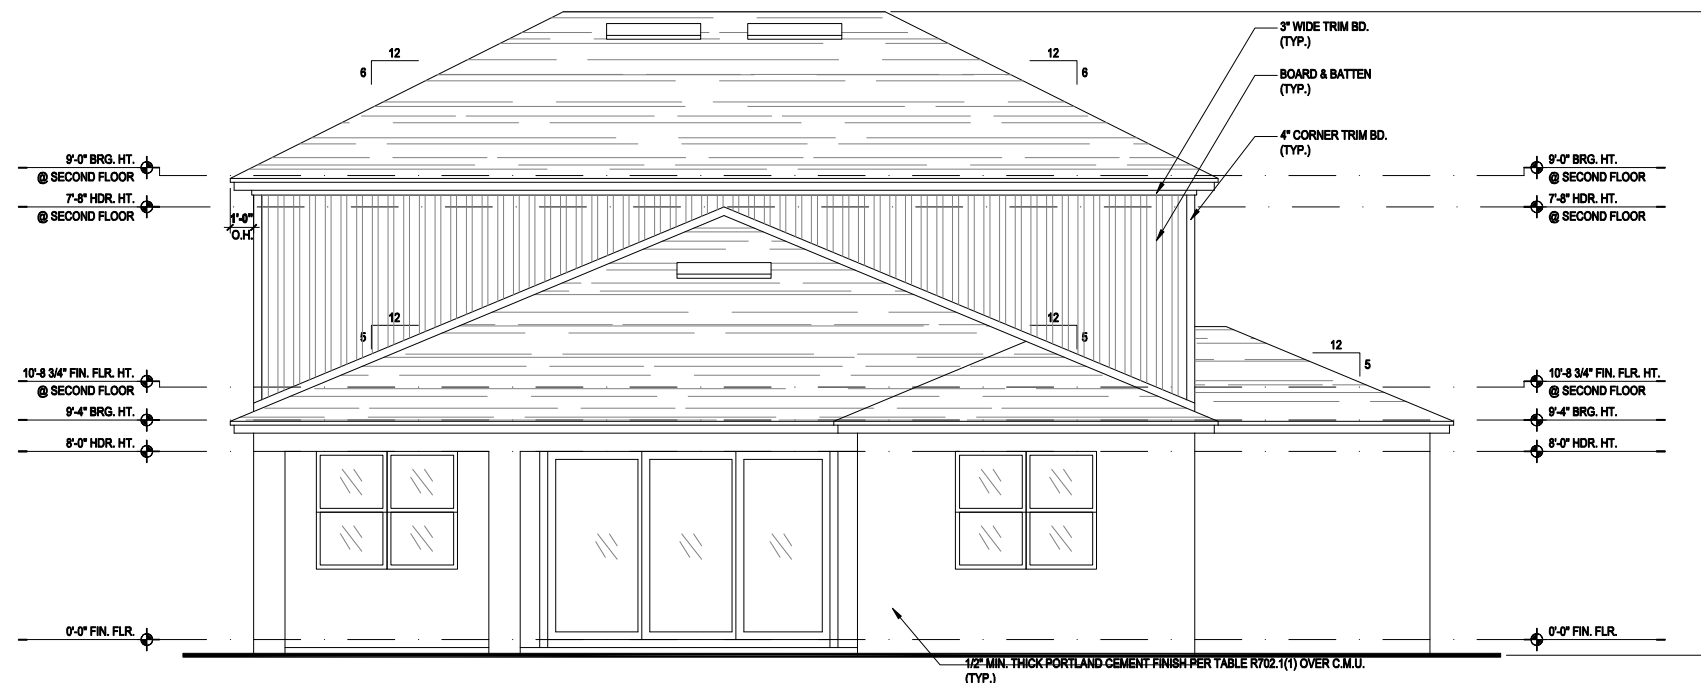 3" WIDE TRIM BD.
(TYP.)
12
6
12
6
BOARD & BATTEN
(TYP.)
4" CORNER TRIM BD.
(TYP.)
9'-0" BRG. HT.
@ SECOND FLOOR
9'-0" BRG. HT.
@ SECOND FLOOR
7'-8" HDR. HT.
@ SECOND FLOOR
7'-8" HDR. HT.
@ SECOND FLOOR
1'-0"
O.H.
12
5
12
5
12
5
10'-8 3/4" FIN. FLR. HT.
@ SECOND FLOOR
10'-8 3/4" FIN. FLR. HT.
@ SECOND FLOOR
9'-4" BRG. HT.
9'-4" BRG. HT.
8'-0" HDR. HT.
8'-0" HDR. HT.
0'-0" FIN. FLR.
0'-0" FIN. FLR.
1/2" MIN. THICK PORTLAND CEMENT FINISH PER TABLE R702.1(1) OVER C.M.U.
(TYP.)